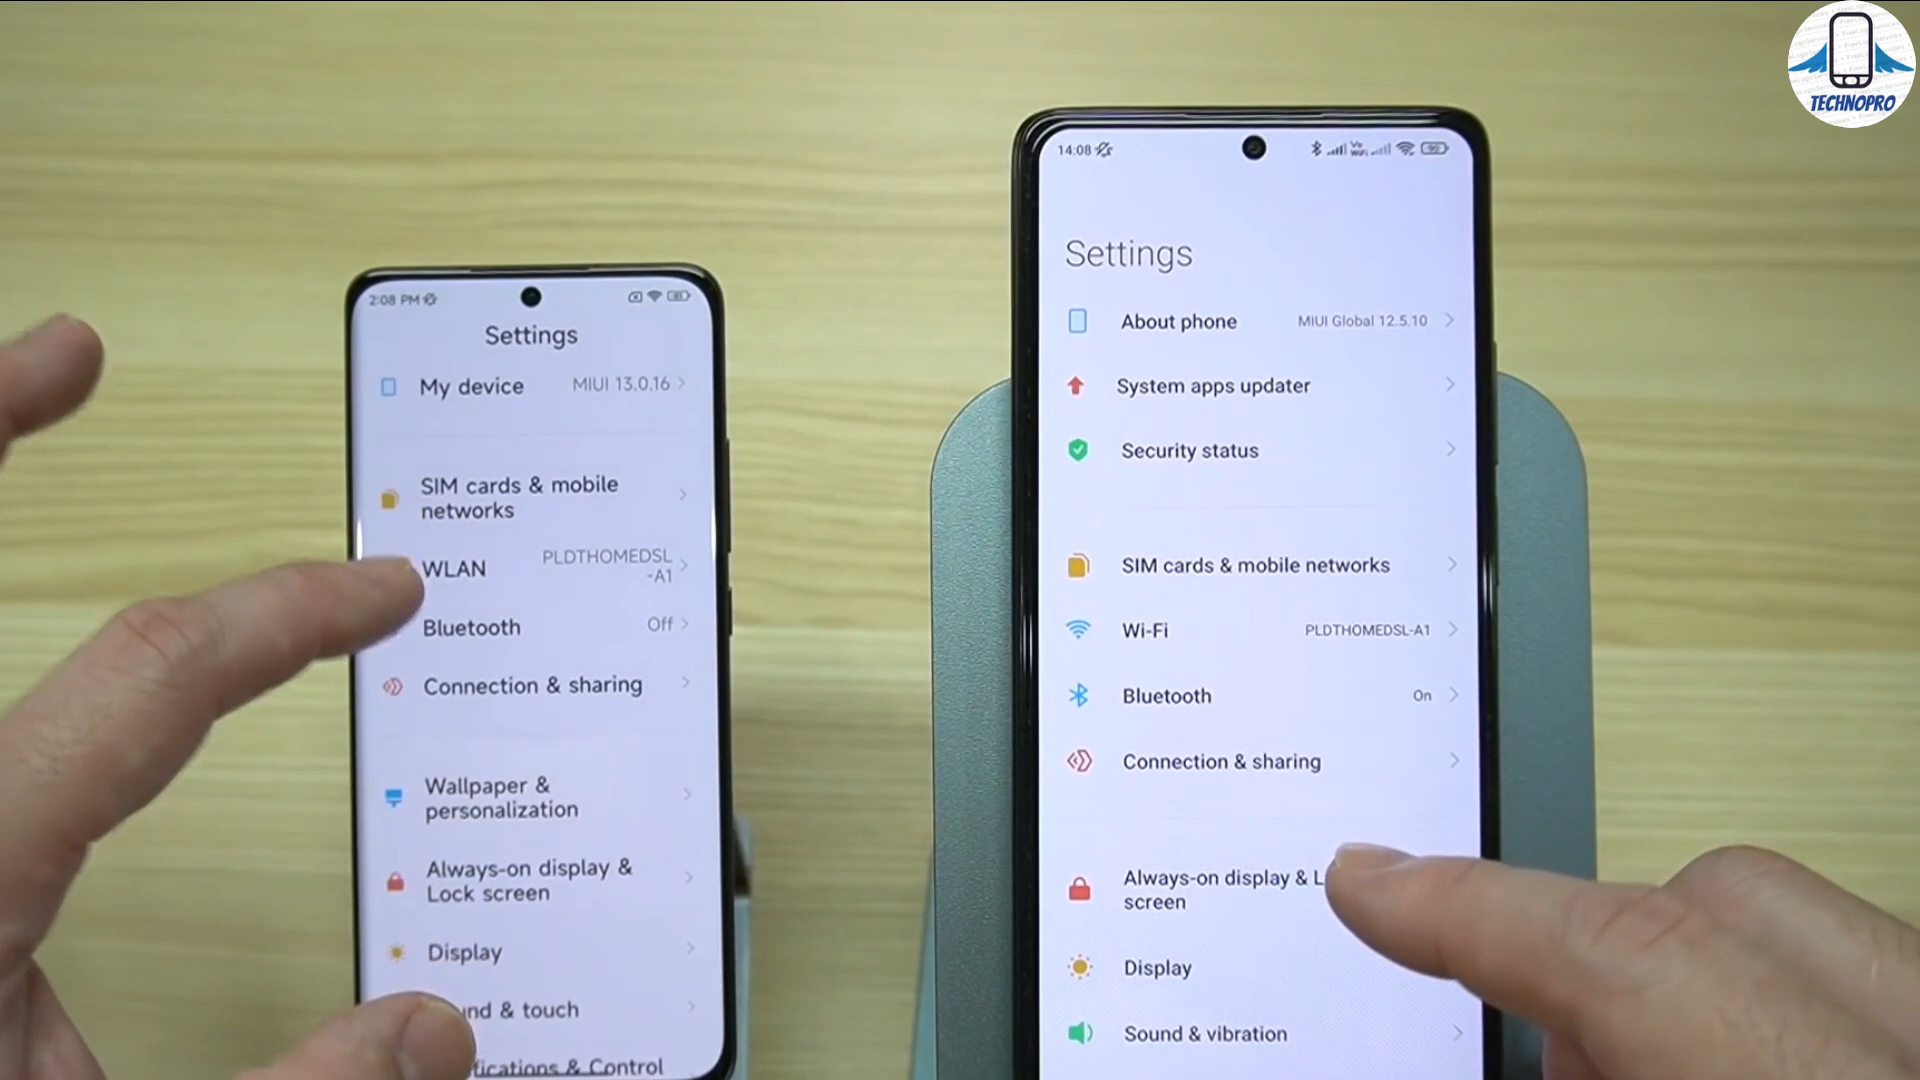 TECHNOPRO
2:08 PM
Settings
My device
MIUI 13.0.16
SIM cards & mobile
networks
WLAN
PLDTHOMEDSL
-A1
Bluetooth
Off
Connection & sharing
Wallpaper &
personalization
Always-on display &
Lock screen
Display
& touch
& Control
14:08
Settings
About phone
MIUI Global 12.5.10
System apps updater
Security status
SIM cards & mobile networks
Wi-Fi
PLDTHOMEDSL-A1
Bluetooth
On
Connection & sharing
Always-on display & L
screen
Display
Sound & vibration